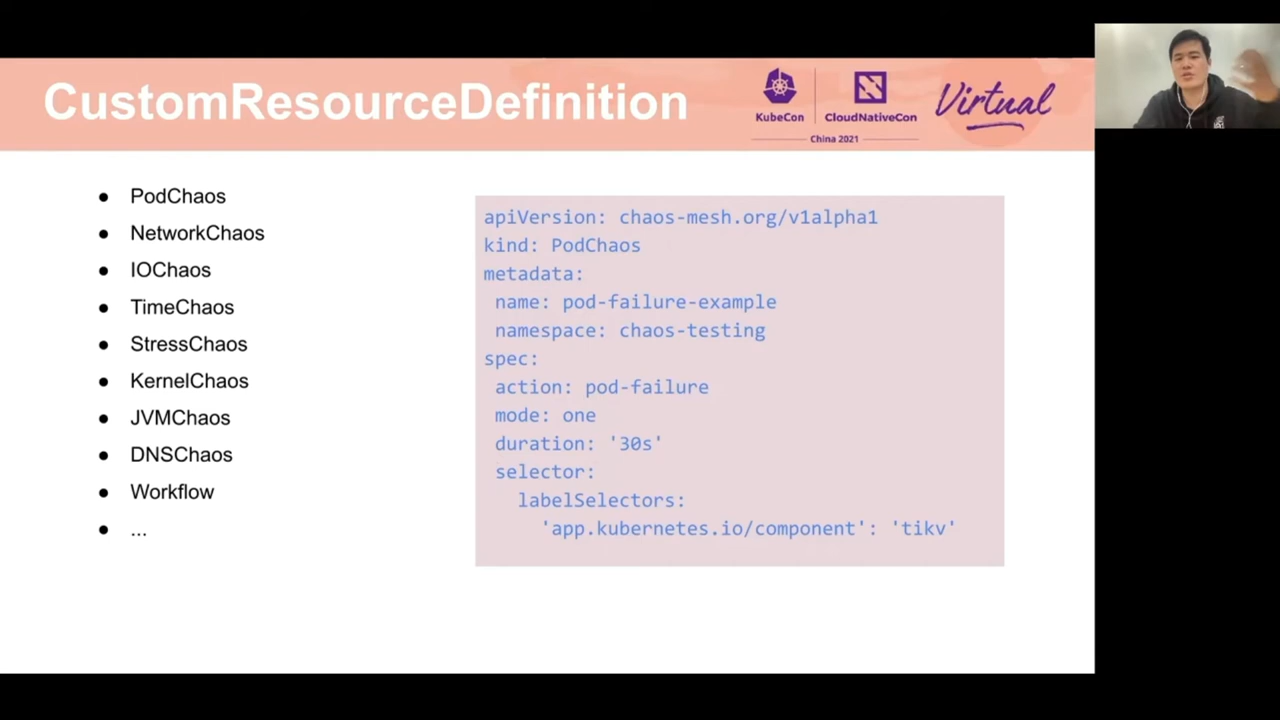 CustomResourceDefinition
KubeCon
CloudNativeCon
China 2021
Virtual
PodChaos
NetworkChaos
IOChaos
TimeChaos
StressChaos
KernelChaos
JVMChaos
DNSChaos
Workflow
...
apiVersion: chaos-mesh.org/v1alpha1
kind: PodChaos
metadata:
 name: pod-failure-example
 namespace: chaos-testing
spec:
 action: pod-failure
 mode: one
 duration: '30s'
 selector:
   labelSelectors:
     'app.kubernetes.io/component': 'tikv'